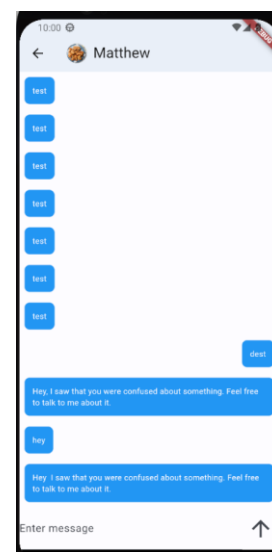 10:00
Matthew
test
test
test
test
test
test
test
dest
Hey, I saw that you were confused about something. Feel free
to talk to me about it.
hey
Hey  I saw that you were confused about something. Feel free
to talk to me about it.
Enter message